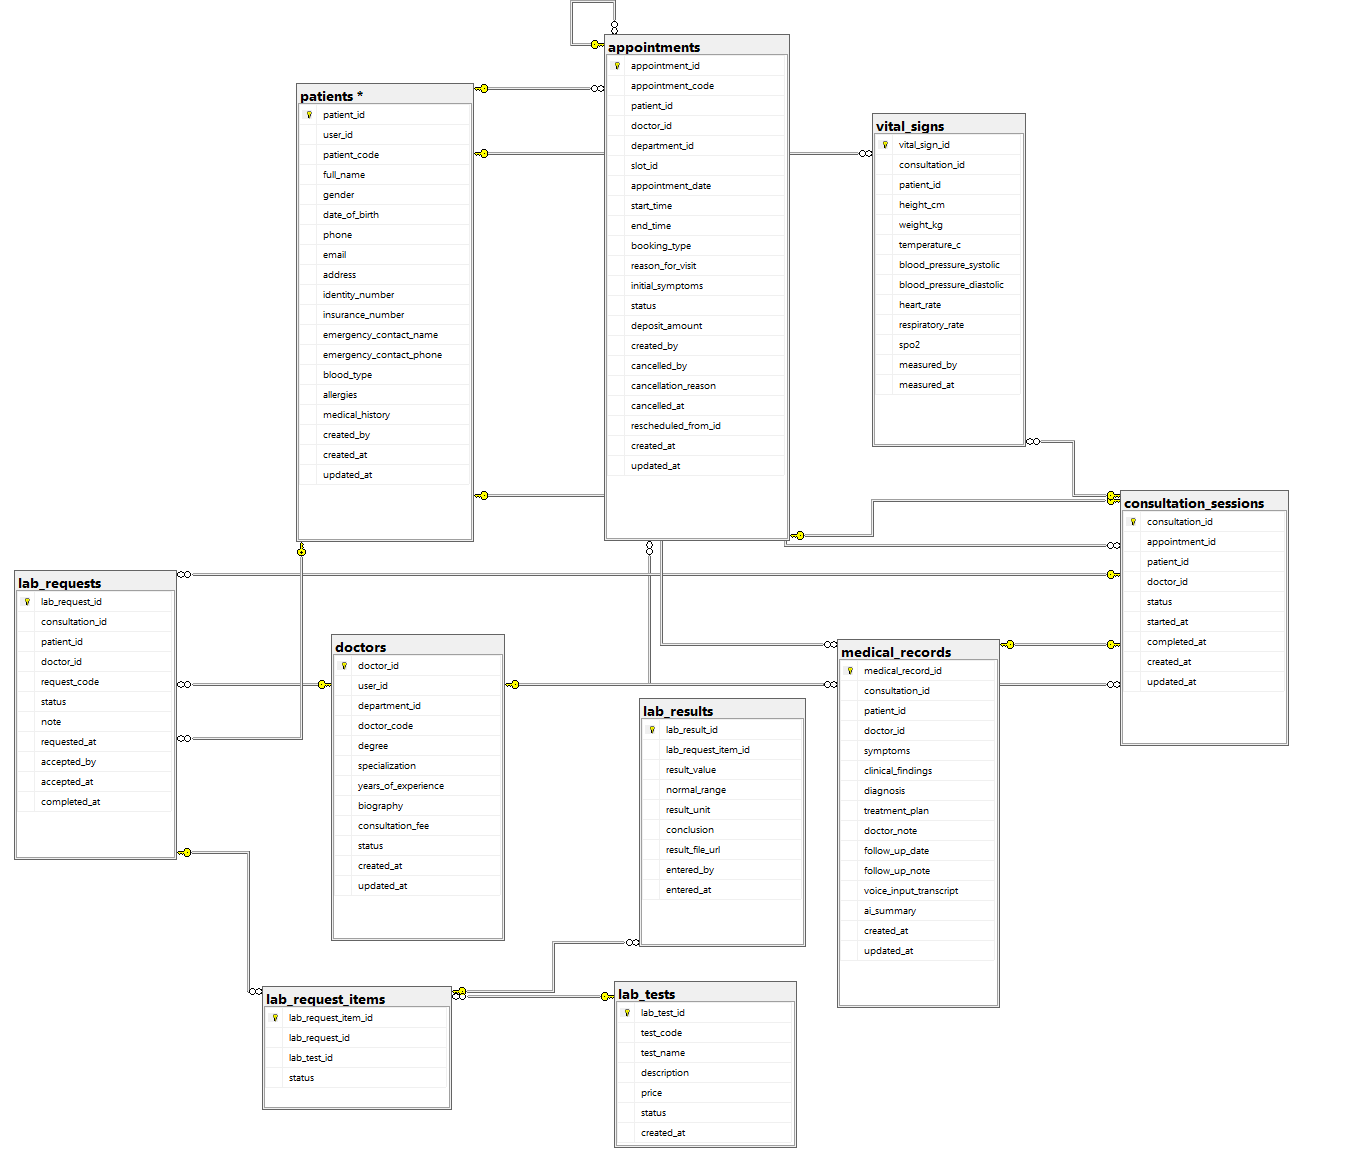 appointments
appointment_id
appointment_code
patient_id
doctor_id
department_id
slot_id
appointment_date
start_time
end_time
booking_type
reason_for_visit
initial_symptoms
status
deposit_amount
created_by
cancelled_by
cancellation_reason
cancelled_at
rescheduled_from_id
created_at
updated_at
patients *
patient_id
user_id
patient_code
full_name
gender
date_of_birth
phone
email
address
identity_number
insurance_number
emergency_contact_name
emergency_contact_phone
blood_type
allergies
medical_history
created_by
created_at
updated_at
vital_signs
vital_sign_id
consultation_id
patient_id
height_cm
weight_kg
temperature_c
blood_pressure_systolic
blood_pressure_diastolic
heart_rate
respiratory_rate
spo2
measured_by
measured_at
consultation_sessions
consultation_id
appointment_id
patient_id
doctor_id
status
started_at
completed_at
created_at
updated_at
lab_requests
lab_request_id
consultation_id
patient_id
doctor_id
request_code
status
note
requested_at
accepted_by
accepted_at
completed_at
doctors
doctor_id
user_id
department_id
doctor_code
degree
specialization
years_of_experience
biography
consultation_fee
status
created_at
updated_at
medical_records
medical_record_id
consultation_id
patient_id
doctor_id
symptoms
clinical_findings
diagnosis
treatment_plan
doctor_note
follow_up_date
follow_up_note
voice_input_transcript
ai_summary
created_at
updated_at
lab_results
lab_result_id
lab_request_item_id
result_value
normal_range
result_unit
conclusion
result_file_url
entered_by
entered_at
lab_request_items
lab_request_item_id
lab_request_id
lab_test_id
status
lab_tests
lab_test_id
test_code
test_name
description
price
status
created_at